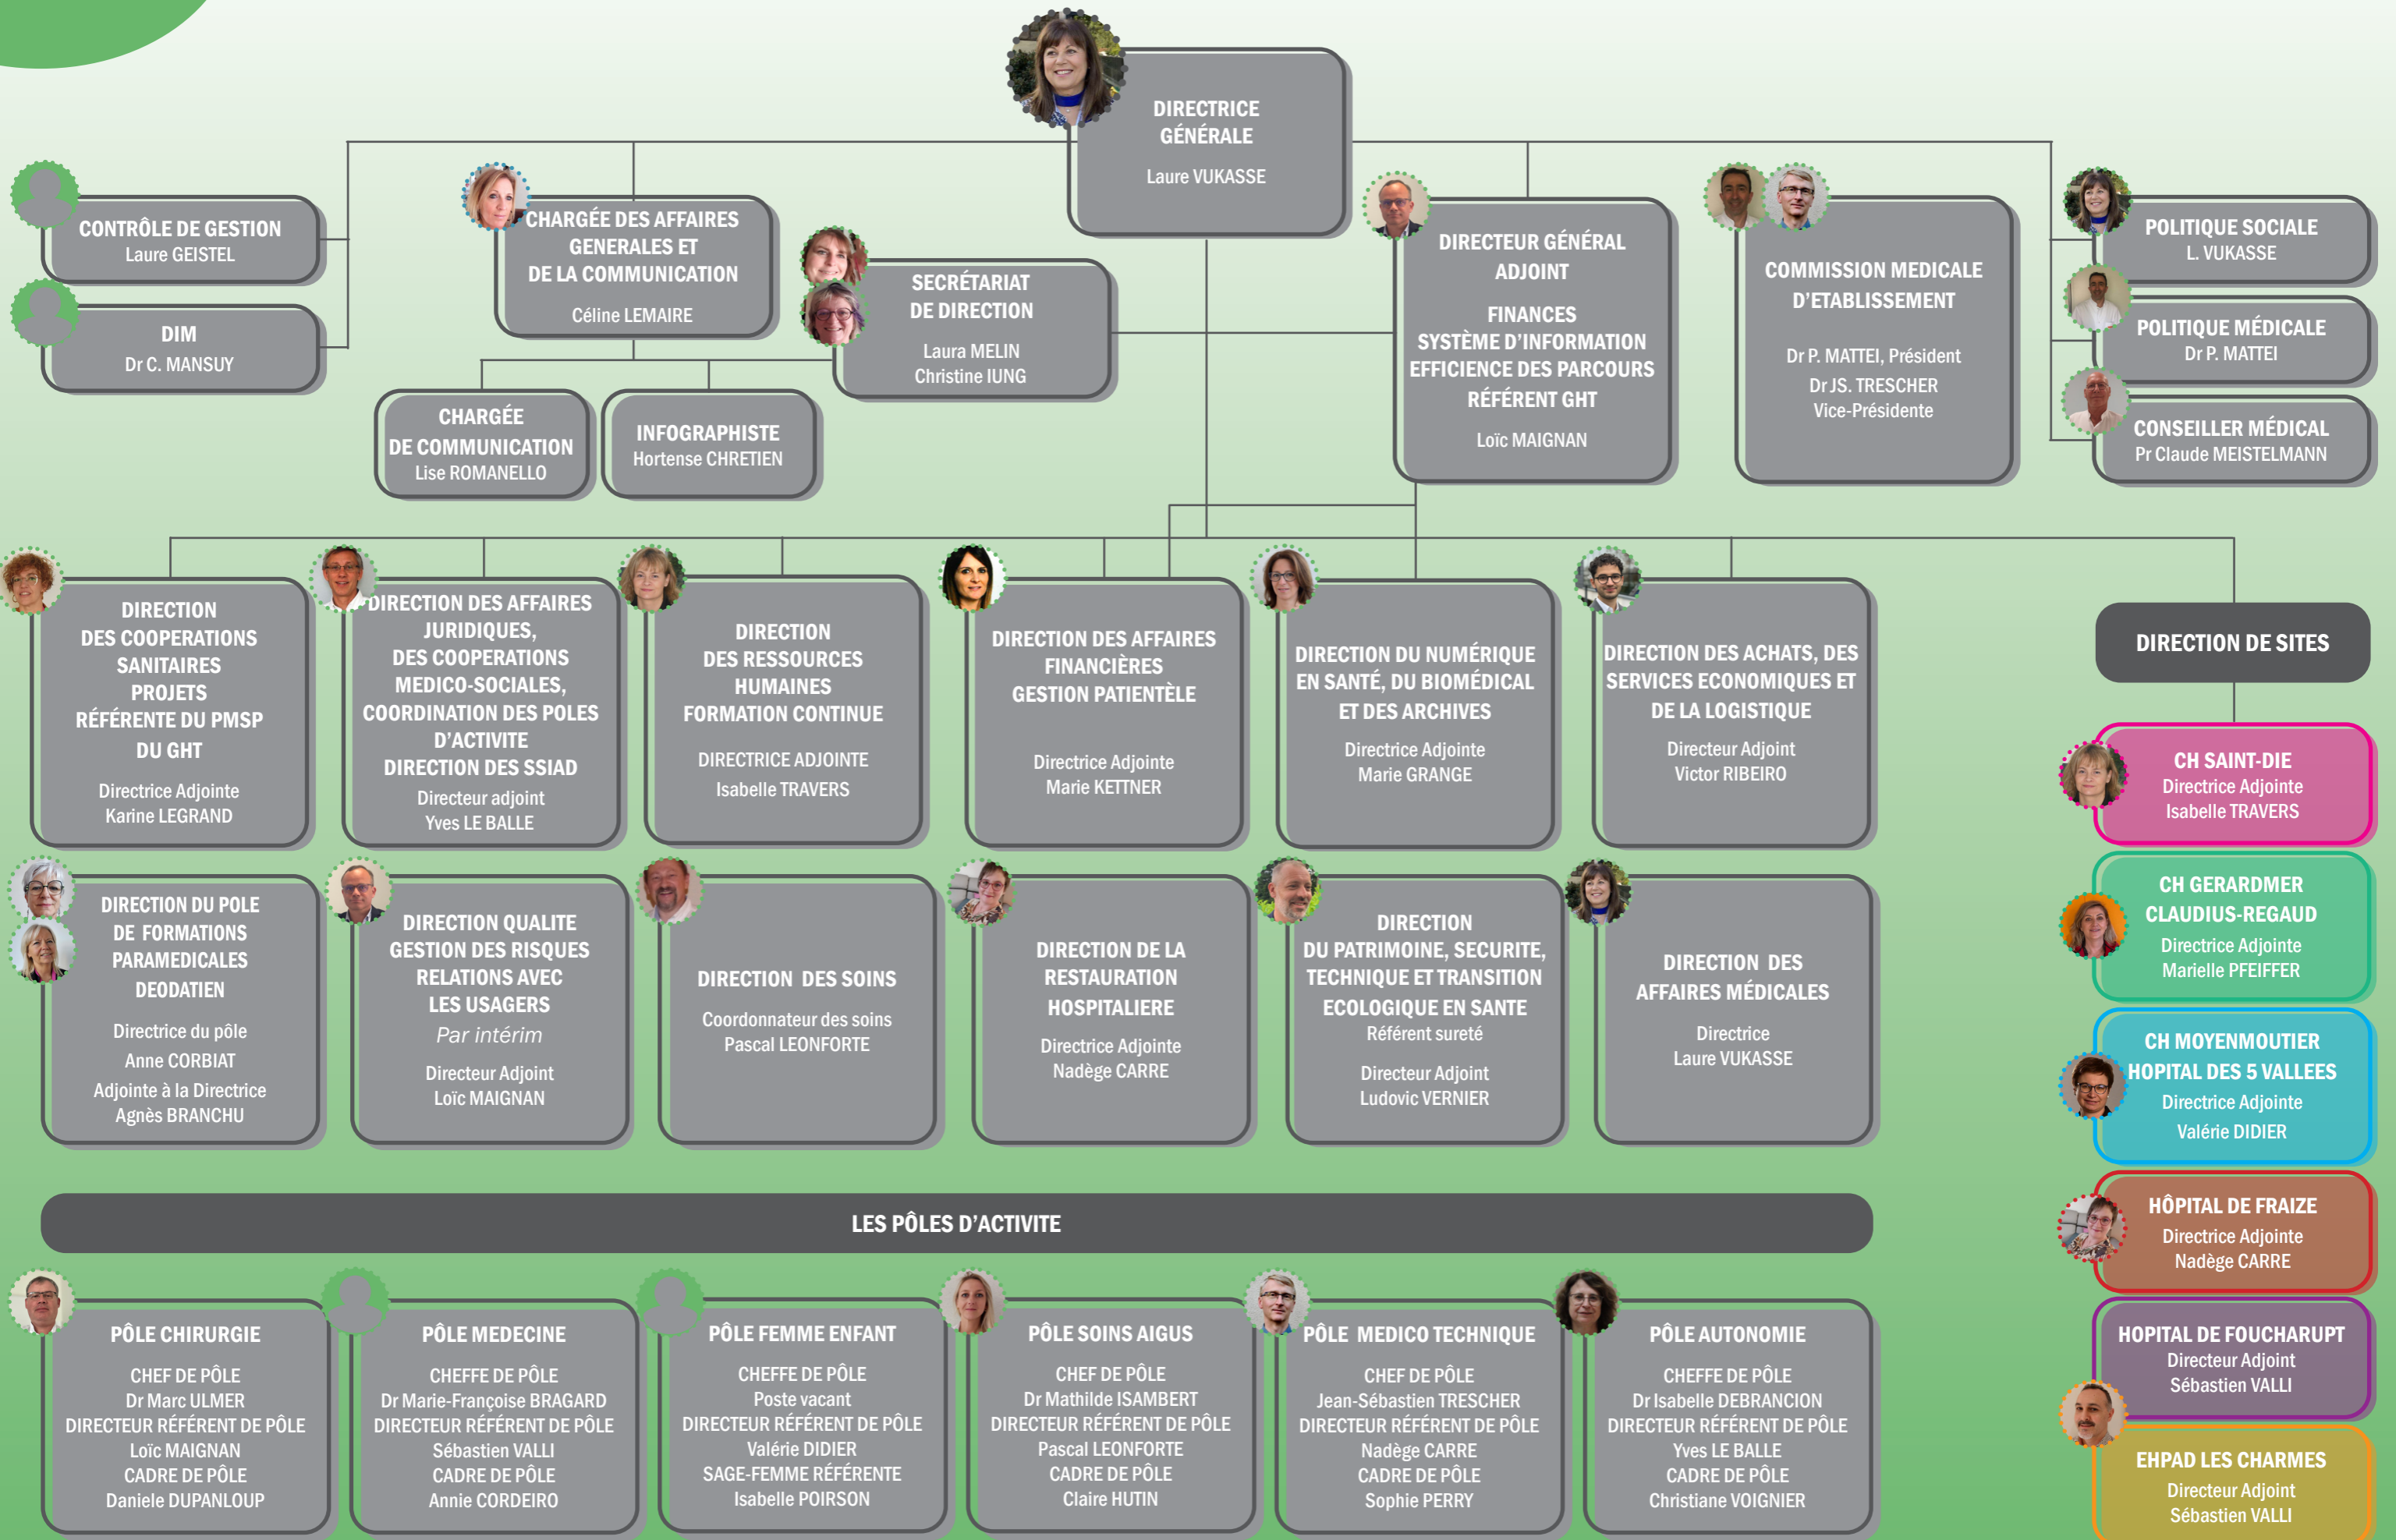 DIRECTRICE
GÉNÉRALE
Laure VUKASSE
CONTRÔLE DE GESTION
Laure GEISTEL
DIM
Dr C. MANSUY
CHARGÉE DES AFFAIRES
GENERALES ET
DE LA COMMUNICATION
Céline LEMAIRE
SECRÉTARIAT
DE DIRECTION
Laura MELIN
Christine IUNG
CHARGÉE
DE COMMUNICATION
Lise ROMANELLO
INFOGRAPHISTE
Hortense CHRETIEN
DIRECTEUR GÉNÉRAL
ADJOINT
FINANCES
SYSTÈME D'INFORMATION
EFFICIENCE DES PARCOURS
RÉFÉRENT GHT
Loïc MAIGNAN
COMMISSION MEDICALE
D'ETABLISSEMENT
Dr P. MATTEI, Président
Dr JS. TRESCHER
Vice-Présidente
POLITIQUE SOCIALE
L. VUKASSE
POLITIQUE MÉDICALE
Dr P. MATTEI
CONSEILLER MÉDICAL
Pr Claude MEISTELMANN
DIRECTION
DES COOPERATIONS
SANITAIRES
PROJETS
RÉFÉRENTE DU PMSP
DU GHT
Directrice Adjointe
Karine LEGRAND
DIRECTION DES AFFAIRES
JURIDIQUES,
DES COOPERATIONS
MEDICO-SOCIALES,
COORDINATION DES POLES
D'ACTIVITE
DIRECTION DES SSIAD
Directeur adjoint
Yves LE BALLE
DIRECTION
DES RESSOURCES
HUMAINES
FORMATION CONTINUE
DIRECTRICE ADJOINTE
Isabelle TRAVERS
DIRECTION DES AFFAIRES
FINANCIÈRES
GESTION PATIENTÈLE
Directrice Adjointe
Marie KETTNER
DIRECTION DU NUMÉRIQUE
EN SANTÉ, DU BIOMÉDICAL
ET DES ARCHIVES
Directrice Adjointe
Marie GRANGE
DIRECTION DES ACHATS, DES
SERVICES ECONOMIQUES ET
DE LA LOGISTIQUE
Directeur Adjoint
Victor RIBEIRO
DIRECTION DU POLE
DE FORMATIONS
PARAMEDICALES
DEODATIEN
Directrice du pôle
Anne CORBIAT
Adjointe à la Directrice
Agnès BRANCHU
DIRECTION QUALITE
GESTION DES RISQUES
RELATIONS AVEC
LES USAGERS
Par intérim
Directeur Adjoint
Loïc MAIGNAN
DIRECTION DES SOINS
Coordonnateur des soins
Pascal LEONFORTE
DIRECTION DE LA
RESTAURATION
HOSPITALIERE
Directrice Adjointe
Nadège CARRE
DIRECTION
DU PATRIMOINE, SECURITE,
TECHNIQUE ET TRANSITION
ECOLOGIQUE EN SANTE
Référent sureté
Directeur Adjoint
Ludovic VERNIER
DIRECTION DES
AFFAIRES MÉDICALES
Directrice
Laure VUKASSE
DIRECTION DE SITES
CH SAINT-DIE
Directrice Adjointe
Isabelle TRAVERS
CH GERARDMER
CLAUDIUS-REGAUD
Directrice Adjointe
Marielle PFEIFFER
CH MOYENMOUTIER
HOPITAL DES 5 VALLEES
Directrice Adjointe
Valérie DIDIER
HÔPITAL DE FRAIZE
Directrice Adjointe
Nadège CARRE
HOPITAL DE FOUCHARUPT
Directeur Adjoint
Sébastien VALLI
EHPAD LES CHARMES
Directeur Adjoint
Sébastien VALLI
LES PÔLES D'ACTIVITE
PÔLE CHIRURGIE
CHEF DE PÔLE
Dr Marc ULMER
DIRECTEUR RÉFÉRENT DE PÔLE
Loïc MAIGNAN
CADRE DE PÔLE
Daniele DUPANLOUP
PÔLE MEDECINE
CHEFFE DE PÔLE
Dr Marie-Françoise BRAGARD
DIRECTEUR RÉFÉRENT DE PÔLE
Sébastien VALLI
CADRE DE PÔLE
Annie CORDEIRO
PÔLE FEMME ENFANT
CHEFFE DE PÔLE
Poste vacant
DIRECTEUR RÉFÉRENT DE PÔLE
Valérie DIDIER
SAGE-FEMME RÉFÉRENTE
Isabelle POIRSON
PÔLE SOINS AIGUS
CHEF DE PÔLE
Dr Mathilde ISAMBERT
DIRECTEUR RÉFÉRENT DE PÔLE
Pascal LEONFORTE
CADRE DE PÔLE
Claire HUTIN
PÔLE MEDICO TECHNIQUE
CHEF DE PÔLE
Jean-Sébastien TRESCHER
DIRECTEUR RÉFÉRENT DE PÔLE
Nadège CARRE
CADRE DE PÔLE
Sophie PERRY
PÔLE AUTONOMIE
CHEFFE DE PÔLE
Dr Isabelle DEBRANCION
DIRECTEUR RÉFÉRENT DE PÔLE
Yves LE BALLE
CADRE DE PÔLE
Christiane VOIGNIER